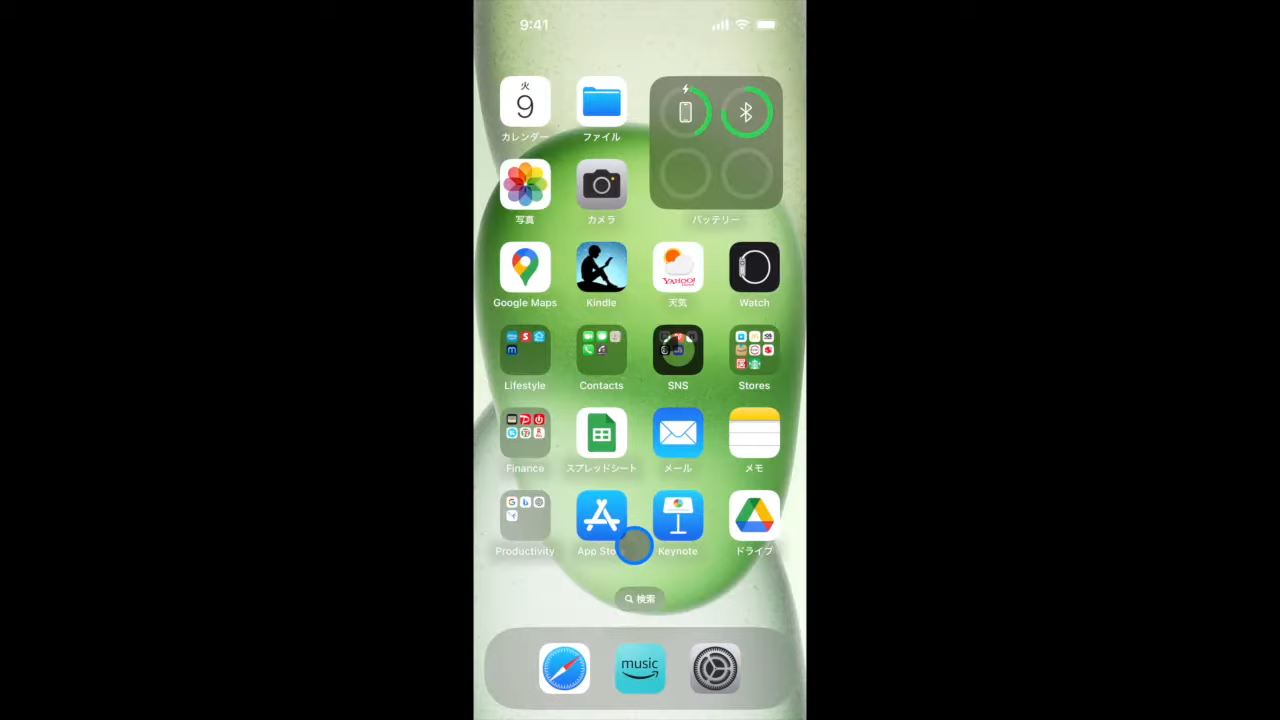 9:41
火
9
カレンダー
ファイル
写真
カメラ
バッテリー
YAHOO!
Google Maps
Kindle
天気
Watch
Lifestyle
Contacts
SNS
Stores
Finance
スプレッドシート
メール
メモ
Productivity
App Sto
Keynote
ドライブ
検索
music